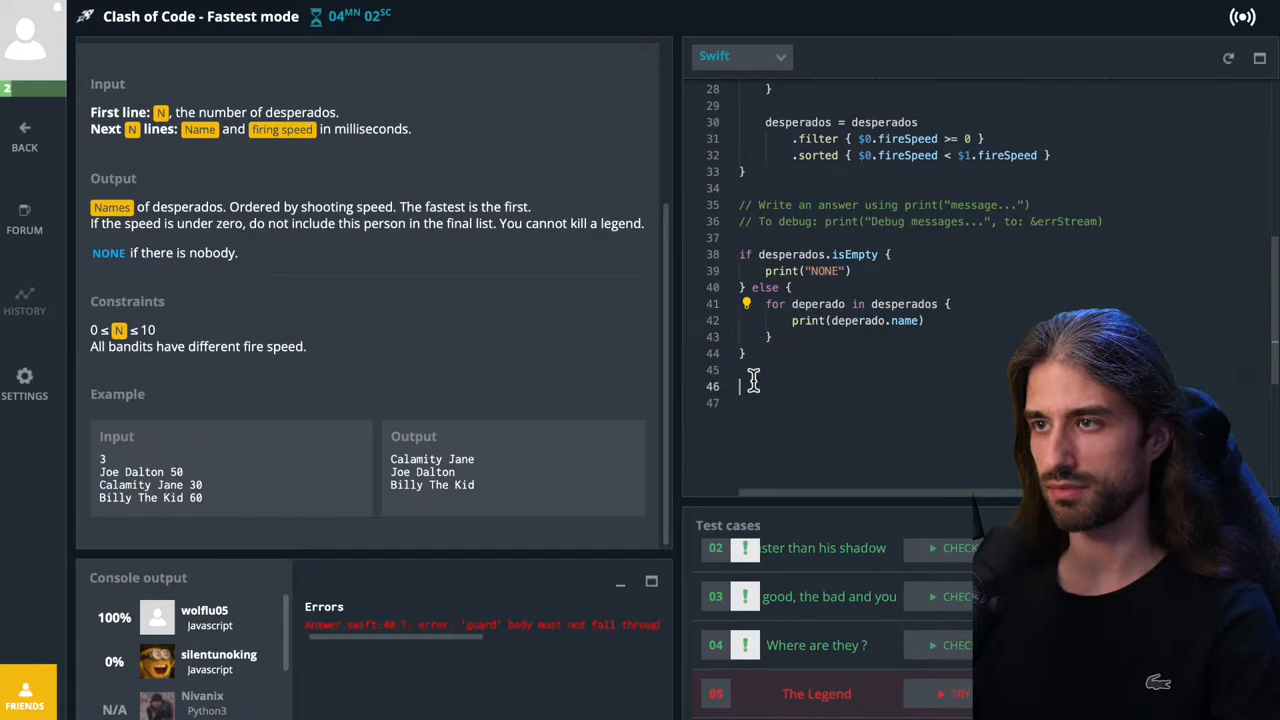 Clash of Code - Fastest mode
04MN 02SC
2
BACK
FORUM
HISTORY
SETTINGS
FRIENDS
Input
First line: N, the number of desperados.
Next N lines: Name and firing speed in milliseconds.
Output
Names of desperados. Ordered by shooting speed. The fastest is the first.
If the speed is under zero, do not include this person in the final list. You cannot kill a legend.
NONE if there is nobody.
Constraints
0 ≤ N ≤ 10
All bandits have different fire speed.
Example
Input
3
Joe Dalton 50
Calamity Jane 30
Billy The Kid 60
Output
Calamity Jane
Joe Dalton
Billy The Kid
Console output
100% wolflu05
Javascript
0% silentunoking
Javascript
N/A Nivanix
Python3
Errors
Answer.swift:40:1: error: 'guard' body must not fall through
Swift
28 }
29
30 desperados = desperados
31 .filter { $0.fireSpeed >= 0 }
32 .sorted { $0.fireSpeed < $1.fireSpeed }
33 }
34
35 // Write an answer using print("message...")
36 // To debug: print("Debug messages...", to: &errStream)
37
38 if desperados.isEmpty {
39 print("NONE")
40 } else {
41 for deperado in desperados {
42 print(deperado.name)
43 }
44 }
45
46
47
Test cases
02 ! ster than his shadow CHECK
03 ! good, the bad and you CHEC
04 ! Where are they ? CHEC
05 The Legend TRY